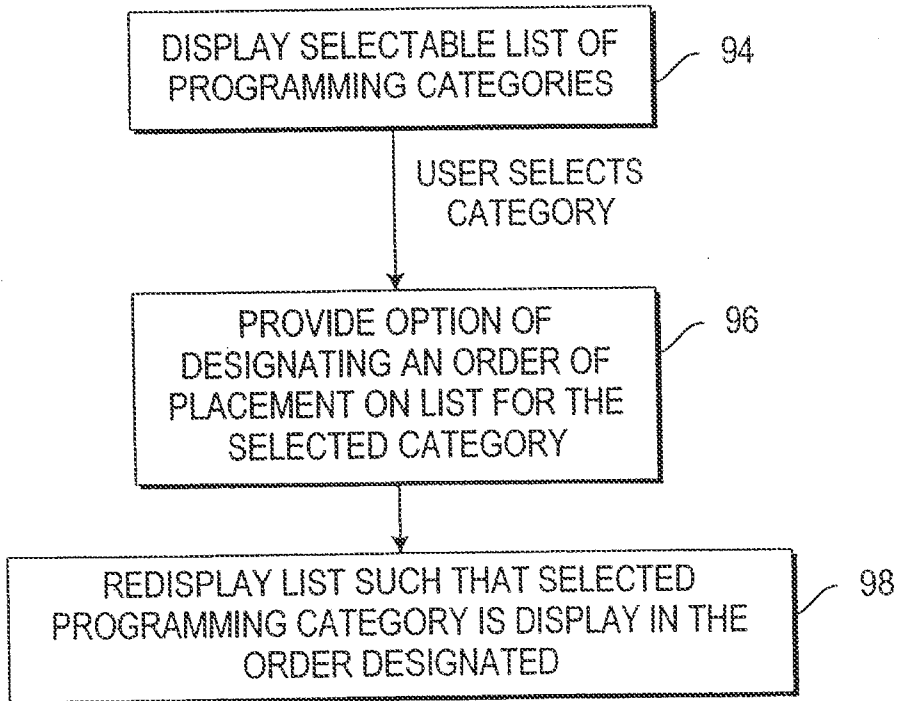 DISPLAY SELECTABLE LIST OF
PROGRAMMING CATEGORIES
94
USER SELECTS
CATEGORY
PROVIDE OPTION OF
DESIGNATING AN ORDER OF
PLACEMENT ON LIST FOR THE
SELECTED CATEGORY
96
REDISPLAY LIST SUCH THAT SELECTED
PROGRAMMING CATEGORY IS DISPLAY IN THE
ORDER DESIGNATED
98